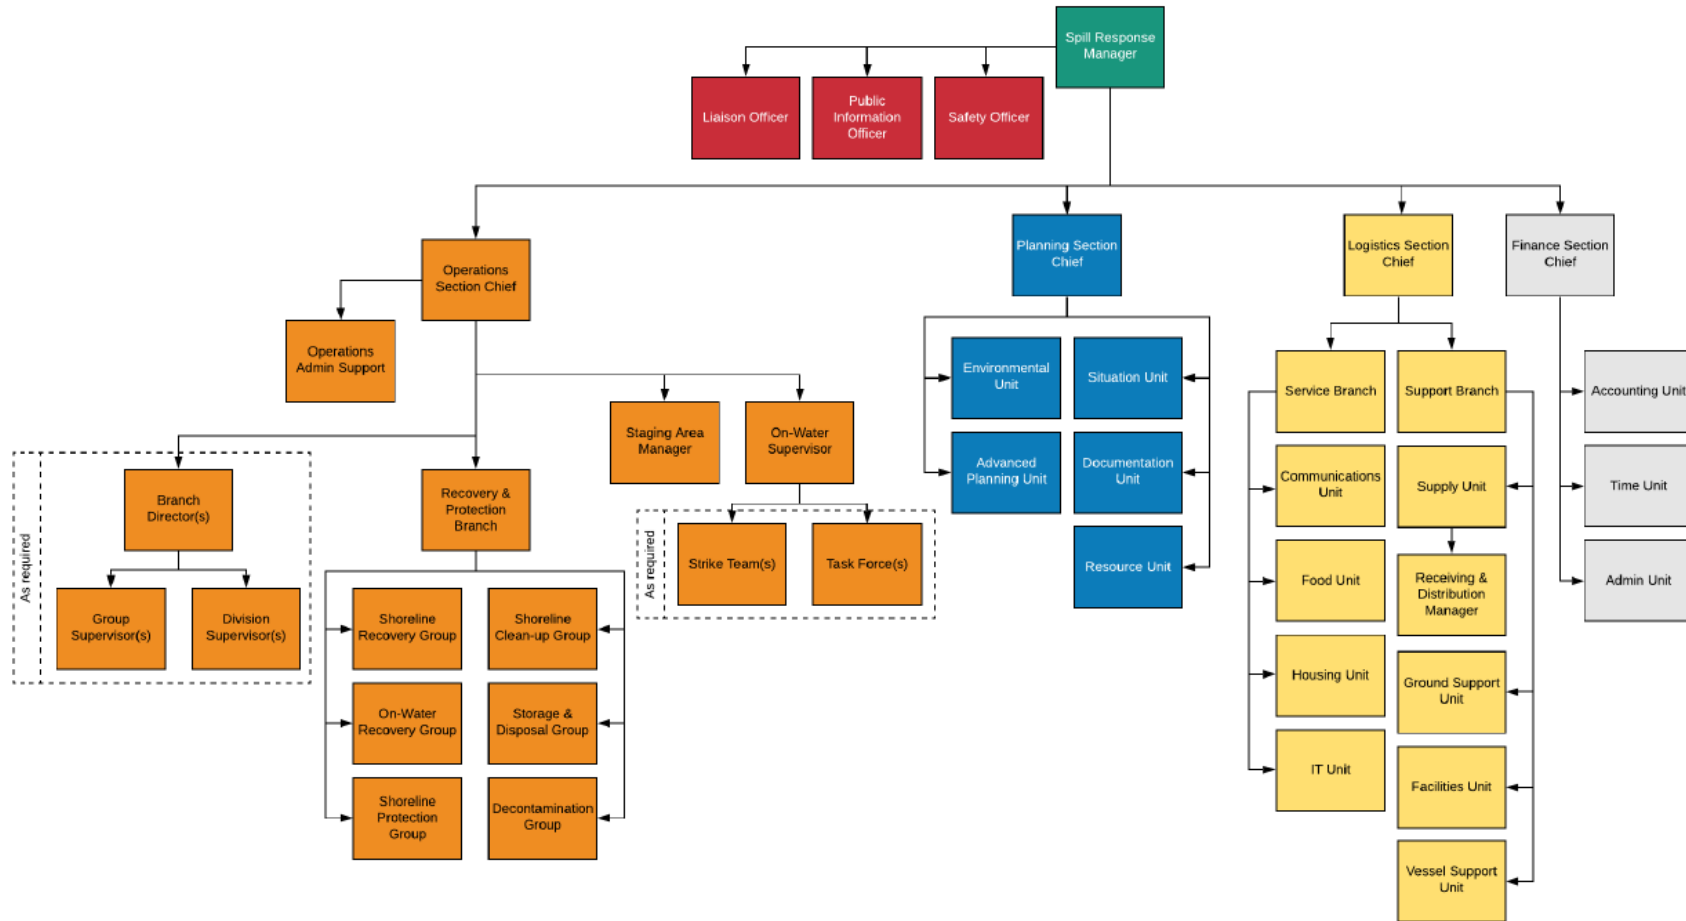 Spill Response
Manager
Liaison Officer
Public
Information
Officer
Safety Officer
Operations
Section Chief
Planning Section
Chief
Logistics Section
Chief
Finance Section
Chief
Operations
Admin Support
Staging Area
Manager
On-Water
Supervisor
As required
Branch
Director(s)
Group
Supervisor(s)
Division
Supervisor(s)
Recovery &
Protection
Branch
As required
Strike Team(s)
Task Force(s)
Shoreline
Recovery Group
Shoreline
Clean-up Group
On-Water
Recovery Group
Storage &
Disposal Group
Shoreline
Protection
Group
Decontamination
Group
Environmental
Unit
Situation Unit
Advanced
Planning Unit
Documentation
Unit
Resource Unit
Service Branch
Support Branch
Communications
Unit
Supply Unit
Food Unit
Receiving &
Distribution
Manager
Housing Unit
Ground Support
Unit
IT Unit
Facilities Unit
Vessel Support
Unit
Accounting Unit
Time Unit
Admin Unit